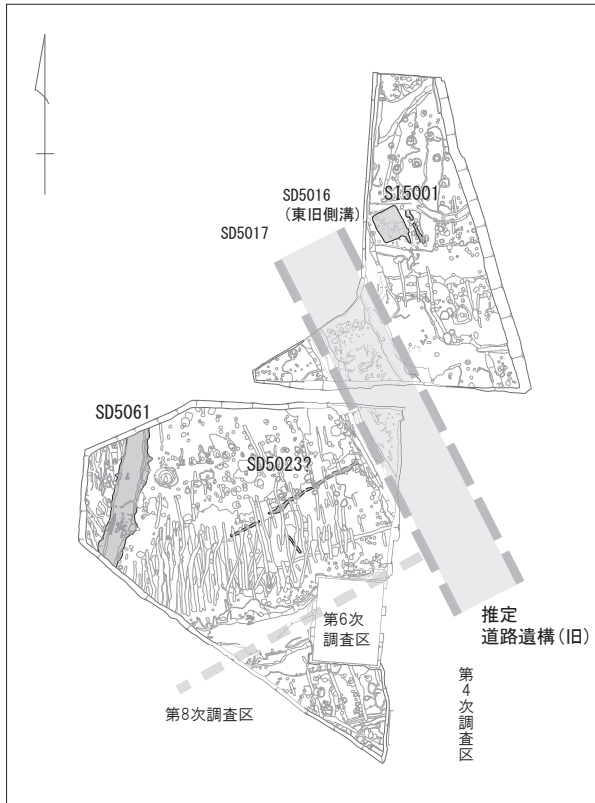 SD5016
(東旧側溝)
SI5001
SD5017
SD5061
SD5023?
第6次
調査区
推定
道路遺構(旧)
第8次調査区
第4次調査区